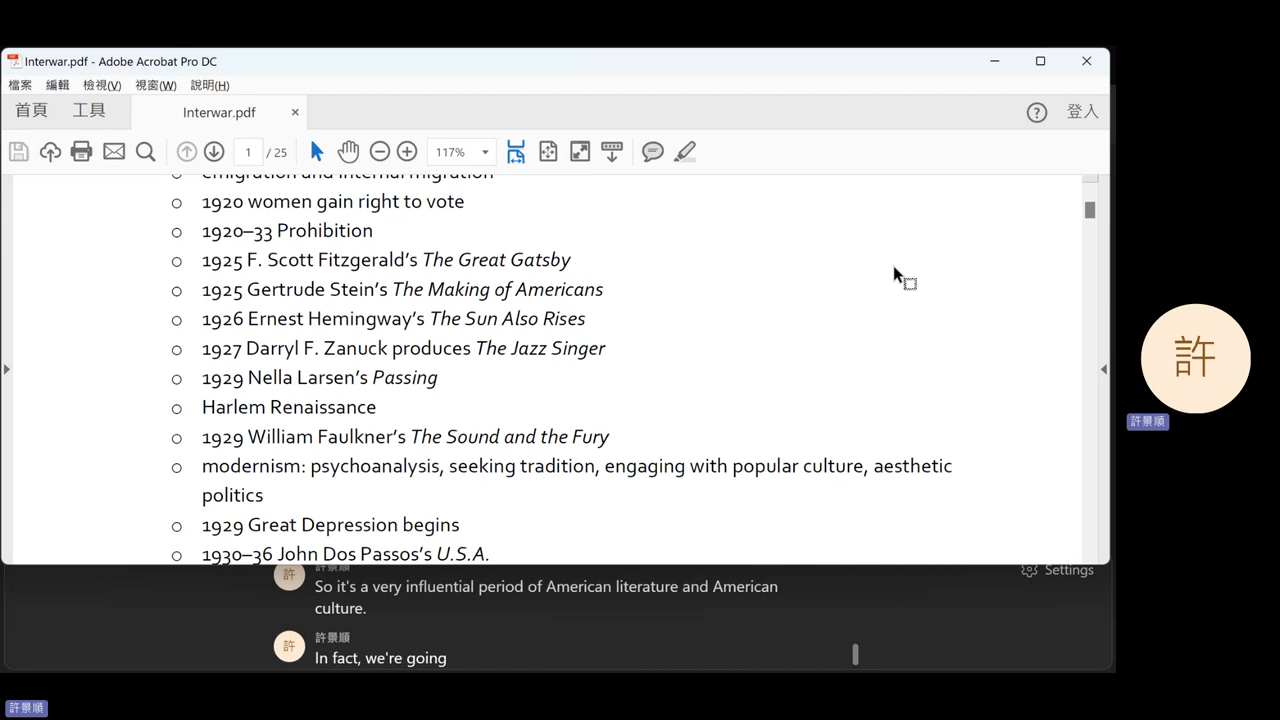 Interwar.pdf - Adobe Acrobat Pro DC
檔案 編輯 檢視(V) 視窗(W) 說明(H)
首頁 工具 Interwar.pdf × 登入
1 / 25 117%
emigration and internal migration
○ 1920 women gain right to vote
○ 1920–33 Prohibition
○ 1925 F. Scott Fitzgerald’s The Great Gatsby
○ 1925 Gertrude Stein’s The Making of Americans
○ 1926 Ernest Hemingway’s The Sun Also Rises
○ 1927 Darryl F. Zanuck produces The Jazz Singer
○ 1929 Nella Larsen’s Passing
○ Harlem Renaissance
○ 1929 William Faulkner’s The Sound and the Fury
○ modernism: psychoanalysis, seeking tradition, engaging with popular culture, aesthetic
politics
○ 1929 Great Depression begins
○ 1930–36 John Dos Passos’s U.S.A.
許
許景順
許 許景順
Settings
So it's a very influential period of American literature and American
culture.
許 許景順
In fact, we're going
許景順